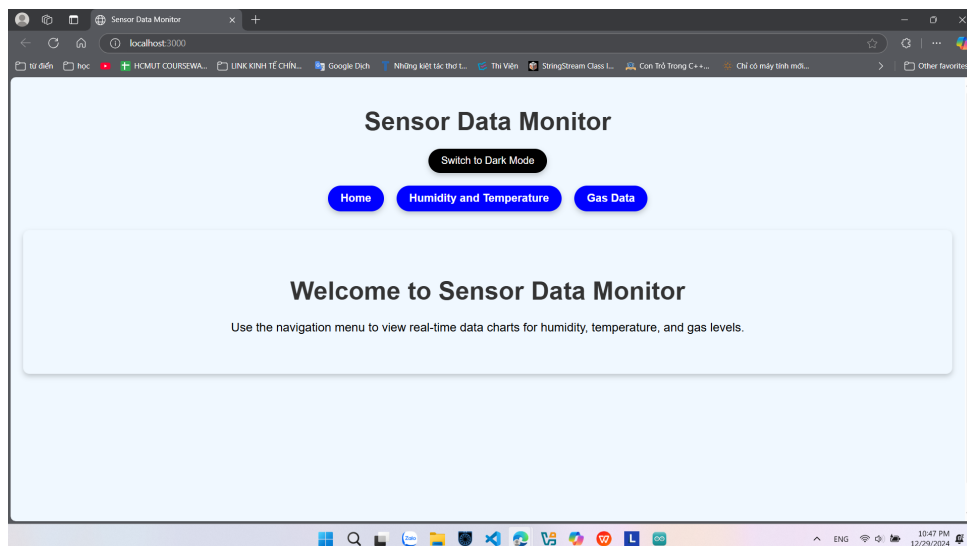 Sensor Data Monitor
localhost:3000
từ điển học HCMUT COURSEWA... LINK KINH TẾ CHÍN... Google Dịch Những kiệt tác thơ t... Thi Viện StringStream Class I... Con Trỏ Trong C++... Chỉ có máy tính mới... Other favorites
Sensor Data Monitor
Switch to Dark Mode
Home Humidity and Temperature Gas Data
Welcome to Sensor Data Monitor
Use the navigation menu to view real-time data charts for humidity, temperature, and gas levels.
Zalo L ENG 10:47 PM
12/29/2024